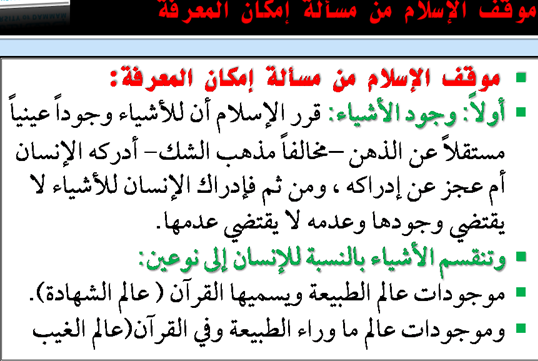 موقف الإسلام من مسألة إمكان المعرفة
موقف الإسلام من مسألة إمكان المعرفة:
أولاً: وجود الأشياء: قرر الإسلام أن للأشياء وجوداً عينياً
مستقلاً عن الذهن –مخالفاً مذهب الشك– أدركه الإنسان
أم عجز عن إدراكه ، ومن ثم فإدراك الإنسان للأشياء لا
يقتضي وجودها وعدمه لا يقتضي عدمها.
وتنقسم الأشياء بالنسبة للإنسان إلى نوعين:
موجودات عالم الطبيعة ويسميها القرآن ( عالم الشهادة).
وموجودات عالم ما وراء الطبيعة وفي القرآن(عالم الغيب